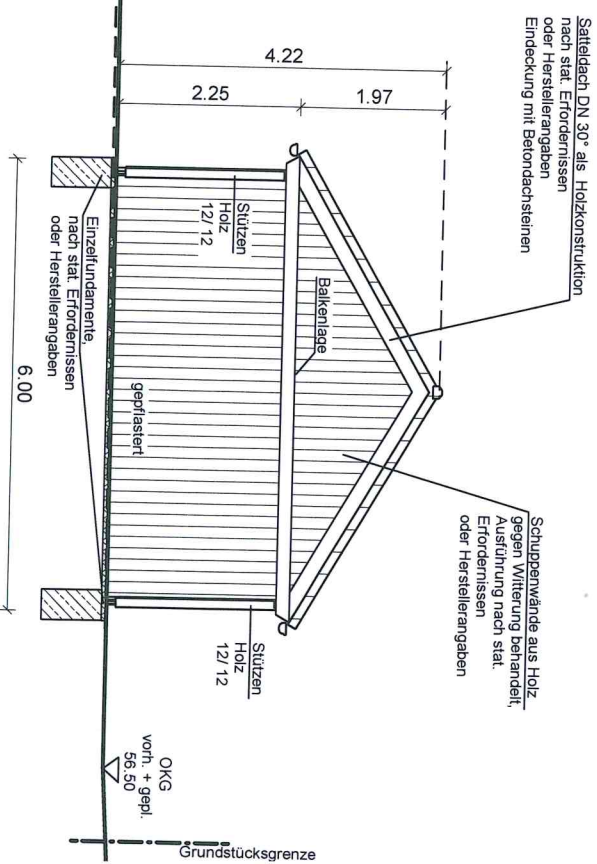 Satteldach DN 30° als Holzkonstruktion
nach stat. Erfordernissen
oder Herstellerangaben
Eindeckung mit Betondachsteinen
Schuppenwände aus Holz
gegen Witterung behandelt,
Ausführung nach stat.
Erfordernissen
oder Herstellerangaben
4.22
1.97
2.25
Balkenlage
Stützen
Holz
12/ 12
Stützen
Holz
12/ 12
gepflastert
Einzelfundamente,
nach stat. Erfordernissen
oder Herstellerangaben
6.00
OKG
vorh. + gepl.
56.50
Grundstücksgrenze